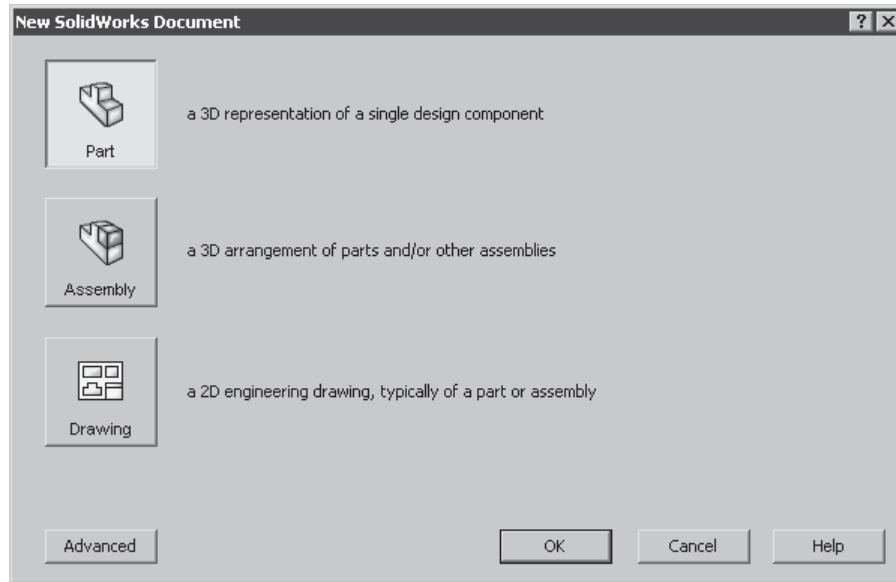 New SolidWorks Document
Part
a 3D representation of a single design component
Assembly
a 3D arrangement of parts and/or other assemblies
Drawing
a 2D engineering drawing, typically of a part or assembly
Advanced OK Cancel Help